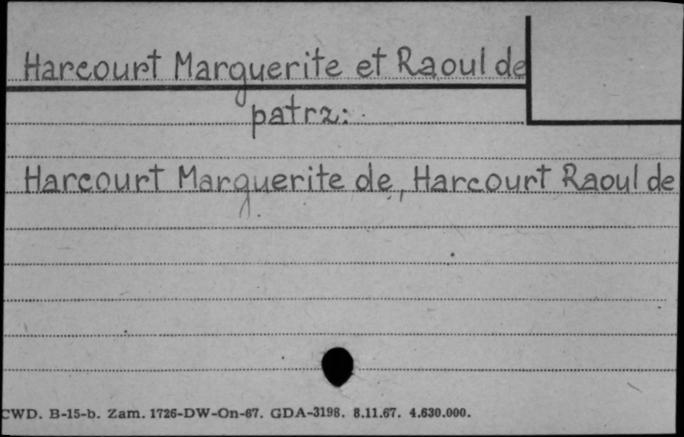 Harcourt Marguerite et Raoul de
patrz:
Harcourt Marguerite de, Harcourt Raoul de
CWD. B-15-b. Zam. 1726-DW-On-67. GDA-3198. 8.11.67. 4.630.000.